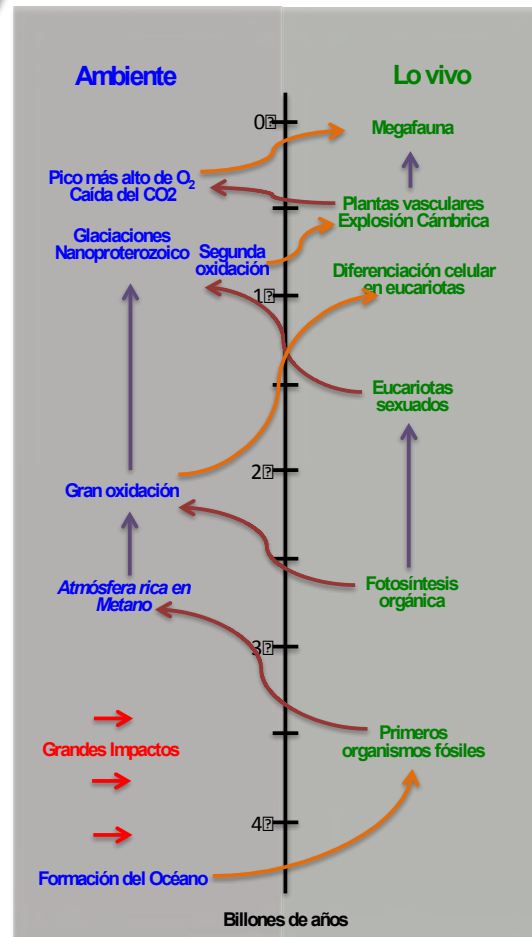 Ambiente
Lo vivo
0
Megafauna
Pico más alto de O2
Caída del CO2
Plantas vasculares
Explosión Cámbrica
Glaciaciones
Nanoproterozoico
Segunda
oxidación
Diferenciación celular
en eucariotas
1
Eucariotas
sexuados
2
Gran oxidación
Atmósfera rica en
Metano
Fotosíntesis
orgánica
3
Grandes Impactos
Primeros
organismos fósiles
4
Formación del Océano
Billones de años